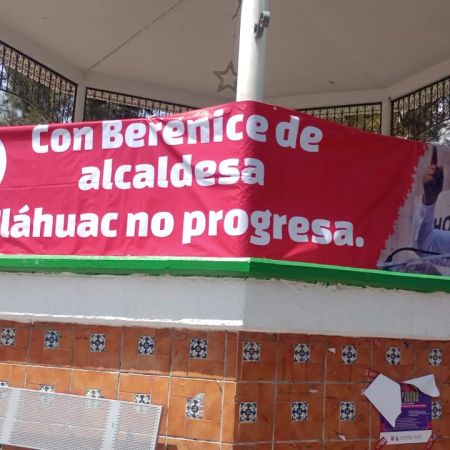 Con Berenice de
alcaldesa
láhuac no progresa.